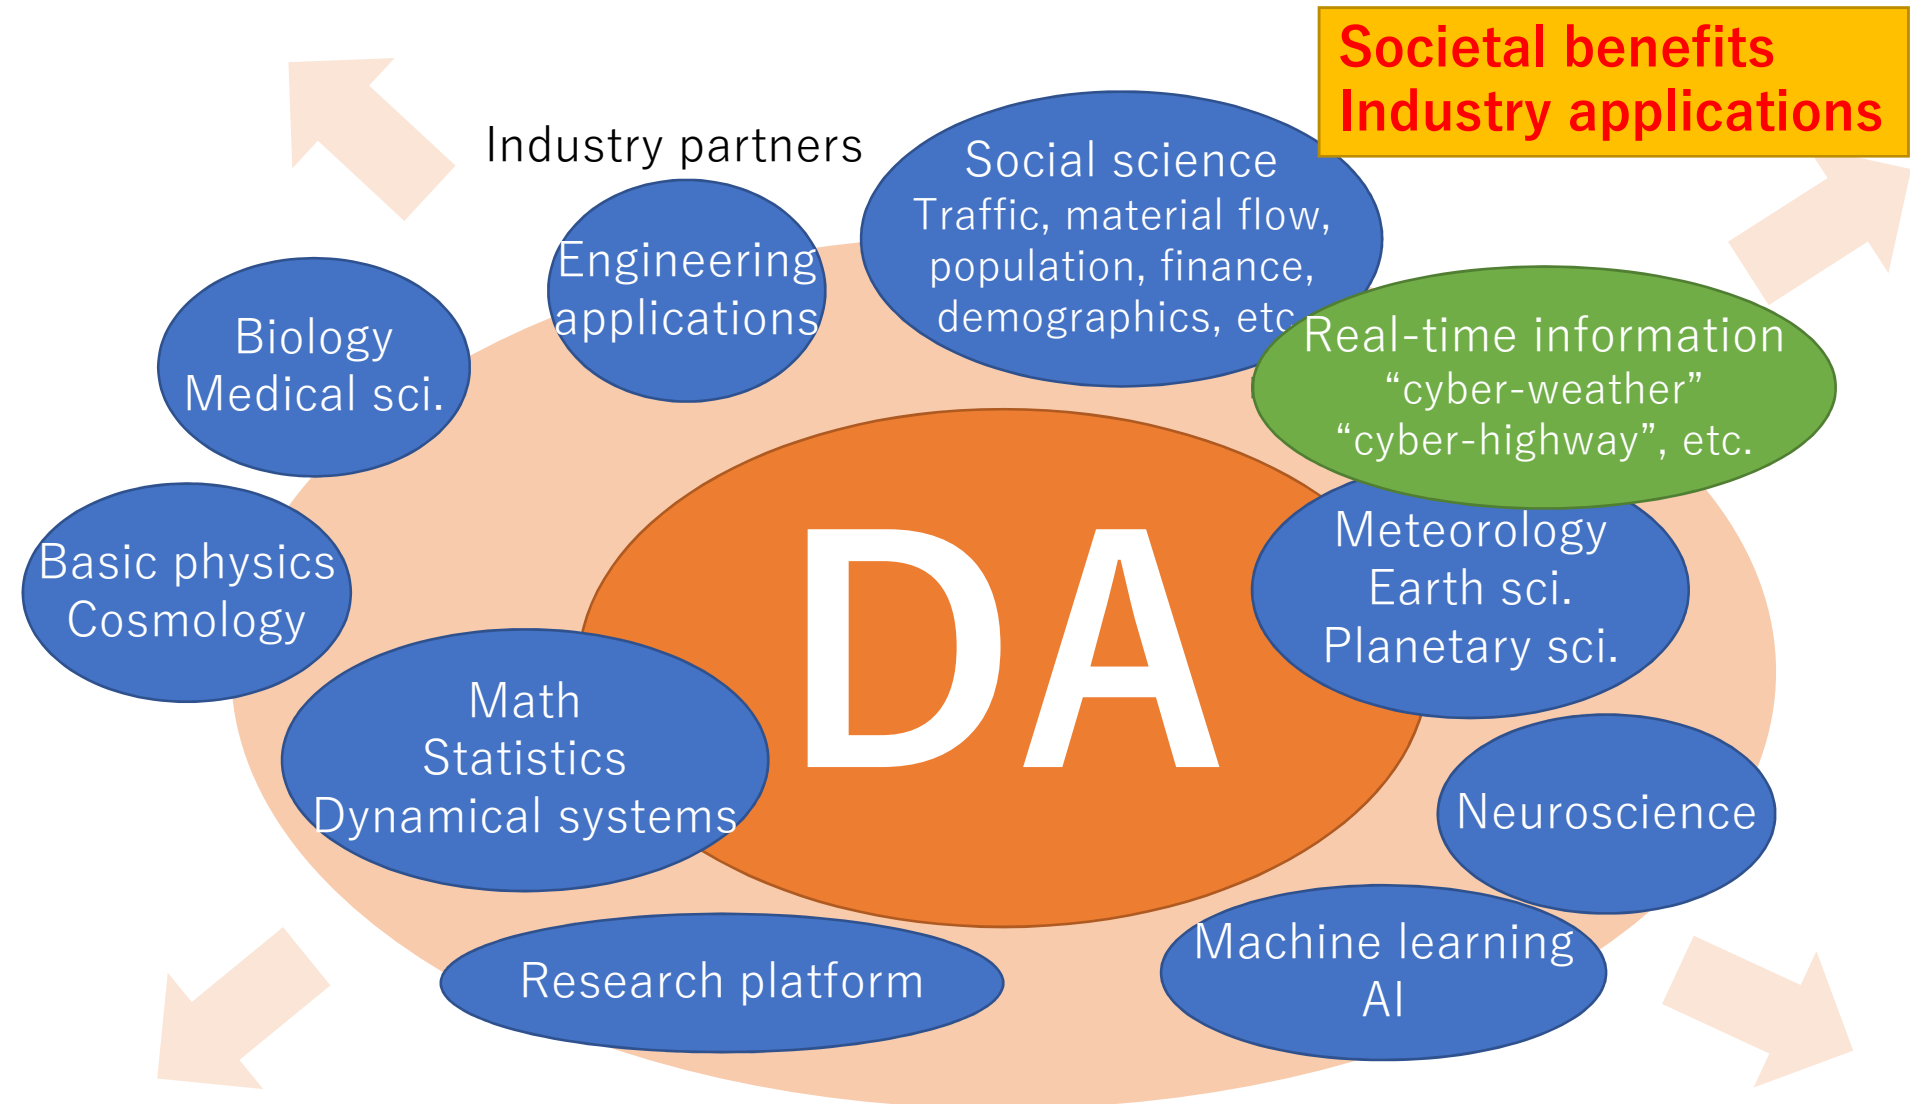 Societal benefits
Industry applications
Industry partners
Social science
Traffic, material flow,
population, finance,
demographics, etc.
Engineering
applications
Real-time information
“cyber-weather”
“cyber-highway”, etc.
Biology
Medical sci.
Basic physics
Cosmology
DA
Meteorology
Earth sci.
Planetary sci.
Math
Statistics
Dynamical systems
Neuroscience
Research platform
Machine learning
AI